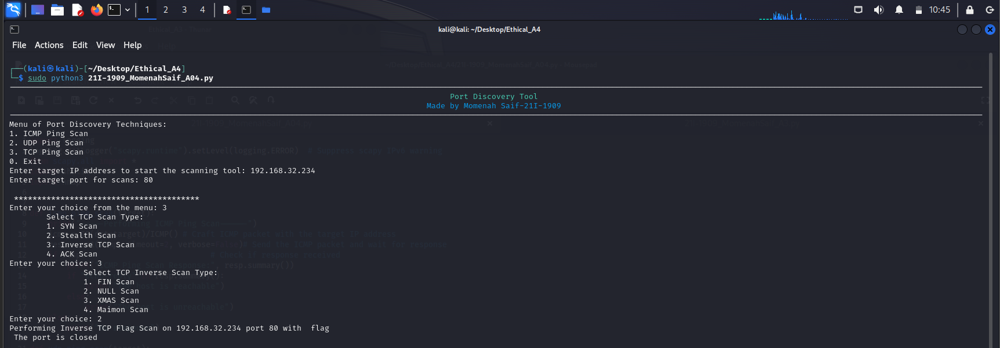 1 2 3 4 10:45
kali@kali: ~/Desktop/Ethical_A4
File Actions Edit View Help
(kali㉿kali)-[~/Desktop/Ethical_A4]
$ sudo python3 21I-1909_MomenahSaif_A04.py
Port Discovery Tool
Made by Momenah Saif-21I-1909
Menu of Port Discovery Techniques:
1. ICMP Ping Scan
2. UDP Ping Scan
3. TCP Ping Scan
0. Exit
Enter target IP address to start the scanning tool: 192.168.32.234
Enter target port for scans: 80
****************************************
Enter your choice from the menu: 3
Select TCP Scan Type:
1. SYN Scan
2. Stealth Scan
3. Inverse TCP Scan
4. ACK Scan
Enter your choice: 3
Select TCP Inverse Scan Type:
1. FIN Scan
2. NULL Scan
3. XMAS Scan
4. Maimon Scan
Enter your choice: 2
Performing Inverse TCP Flag Scan on 192.168.32.234 port 80 with  flag
The port is closed